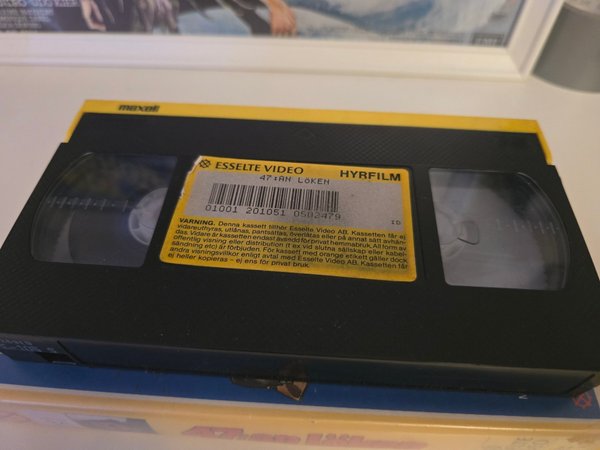 maxell
ESSELTE VIDEO HYRFILM
47:AN LÖKEN
01001 201051 0502479 ID
VARNING. Denna kassett tillhör Esselte Video AB. Kassetten får ej
vidareuthyras, utlånas, pantsättas, överlåtas eller på annat sätt avhän-
das. Vidare är kassetten endast avsedd för privat hemmabruk. All form av
offentlig visning eller distribution (t ex vid slutna sällskap eller kabel-
sändning etc) är förbjuden. För kassett med orange etikett gäller dock
andra visningsvillkor enligt avtal med Esselte Video AB. Kassetten får
ej heller kopieras – ej ens för privat bruk.